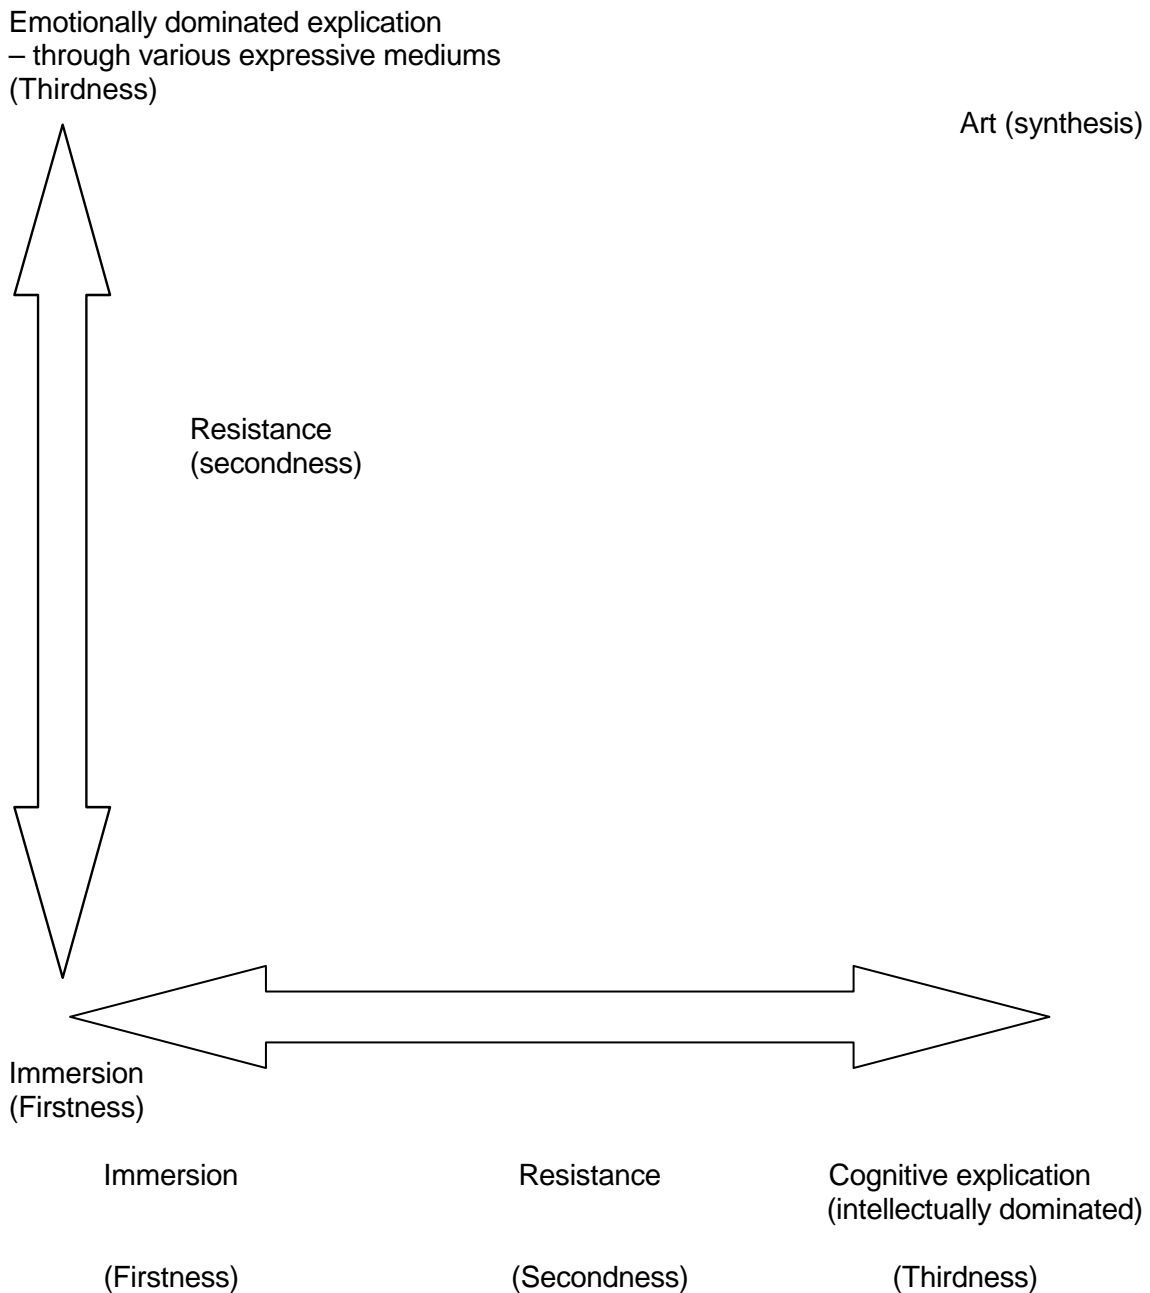 Emotionally dominated explication
– through various expressive mediums
(Thirdness)
Art (synthesis)
Resistance
(secondness)
Immersion
(Firstness)
Immersion Resistance Cognitive explication
(intellectually dominated)
(Firstness) (Secondness) (Thirdness)